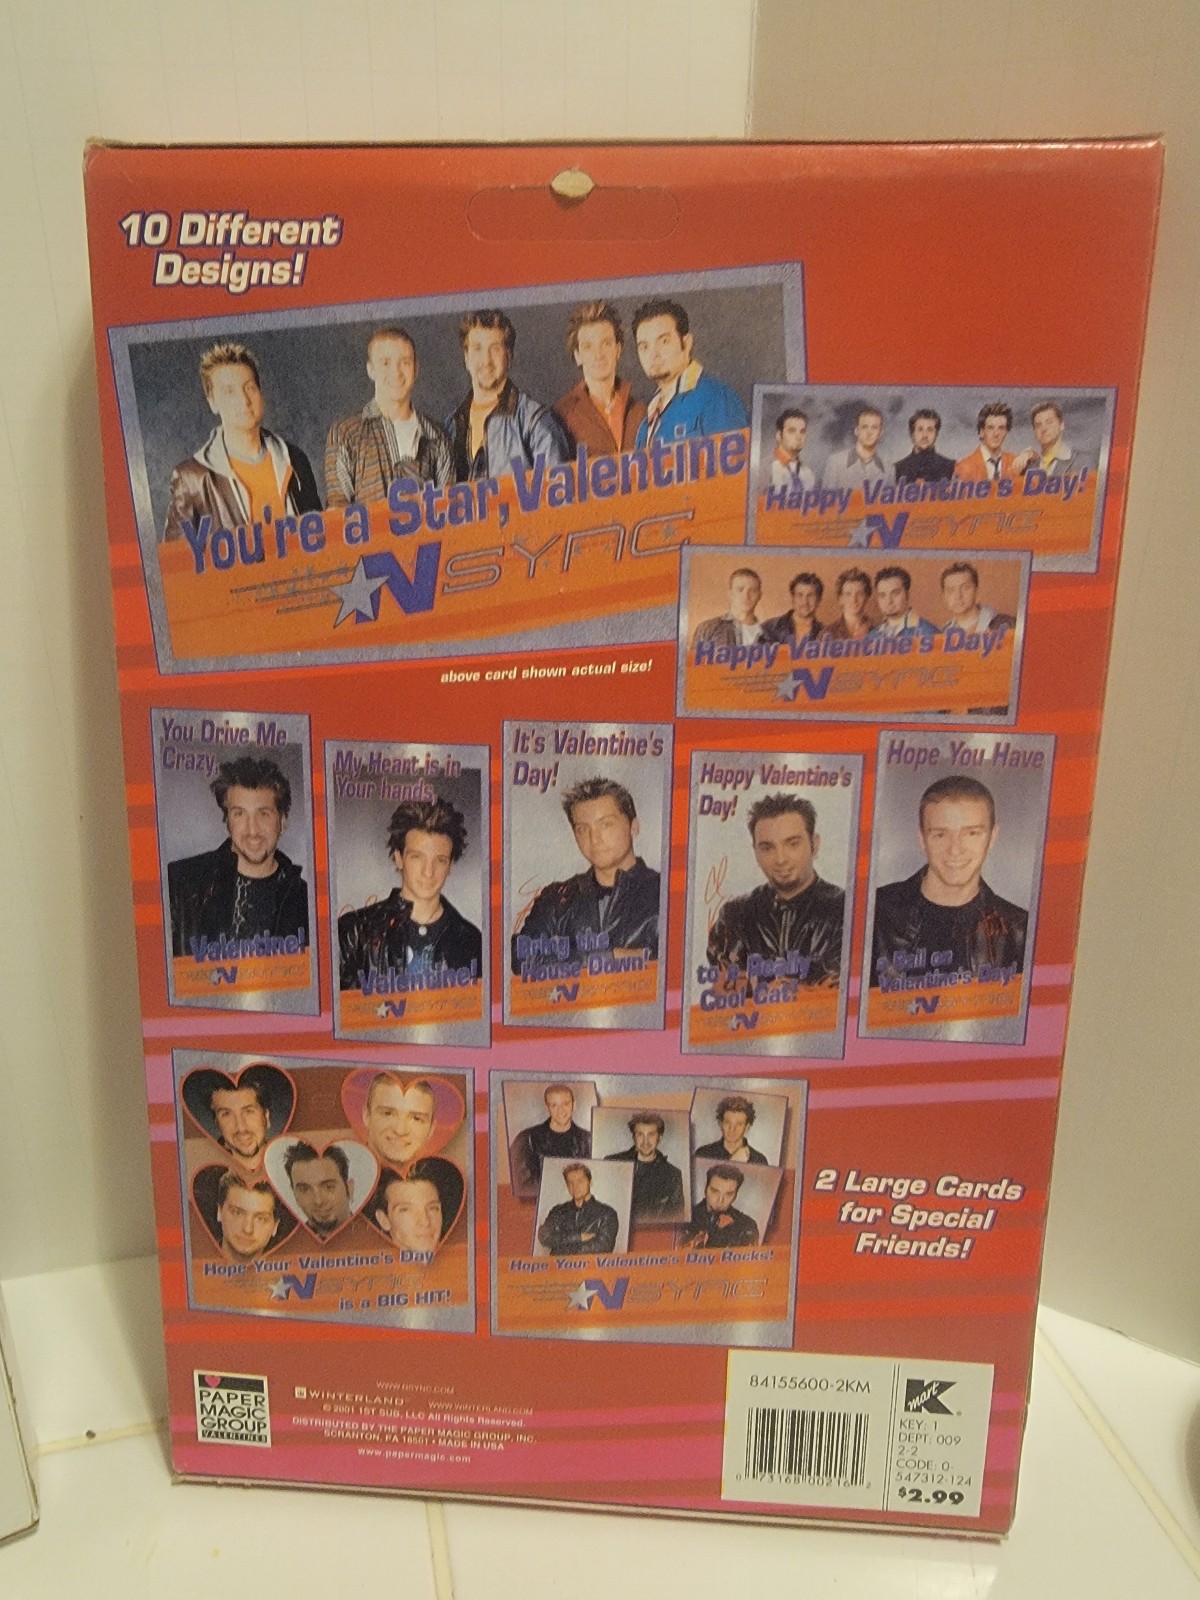 10 Different
Designs!
You're a Star, Valentine
NSYNC
Happy Valentine's Day!
NSYNC
Happy Valentine's Day!
NSYNC
above card shown actual size!
You Drive Me
Crazy,
Valentine!
N
My Heart is in
Your hands,
Valentine!
N
It's Valentine's
Day!
Bring the
House Down!
N
Happy Valentine's
Day!
to a Really
Cool Cat!
N
Hope You Have
a Ball on
Valentine's Day!
N
Hope Your Valentine's Day
NSYNC
is a BIG HIT!
Hope Your Valentine's Day Rocks!
NSYNC
2 Large Cards
for Special
Friends!
PAPER
MAGIC
GROUP
VALENTINES
WWW.NSYNC.COM
WINTERLAND WWW.WINTERLAND.COM
© 2001 1ST SUB, LLC All Rights Reserved.
DISTRIBUTED BY THE PAPER MAGIC GROUP, INC.
SCRANTON, PA 18501 • MADE IN USA
www.papermagic.com
84155600-2KM
0 73168 00216 2
Kmart
KEY: 1
DEPT: 009
2-2
CODE: 0-
547312-124
$2.99